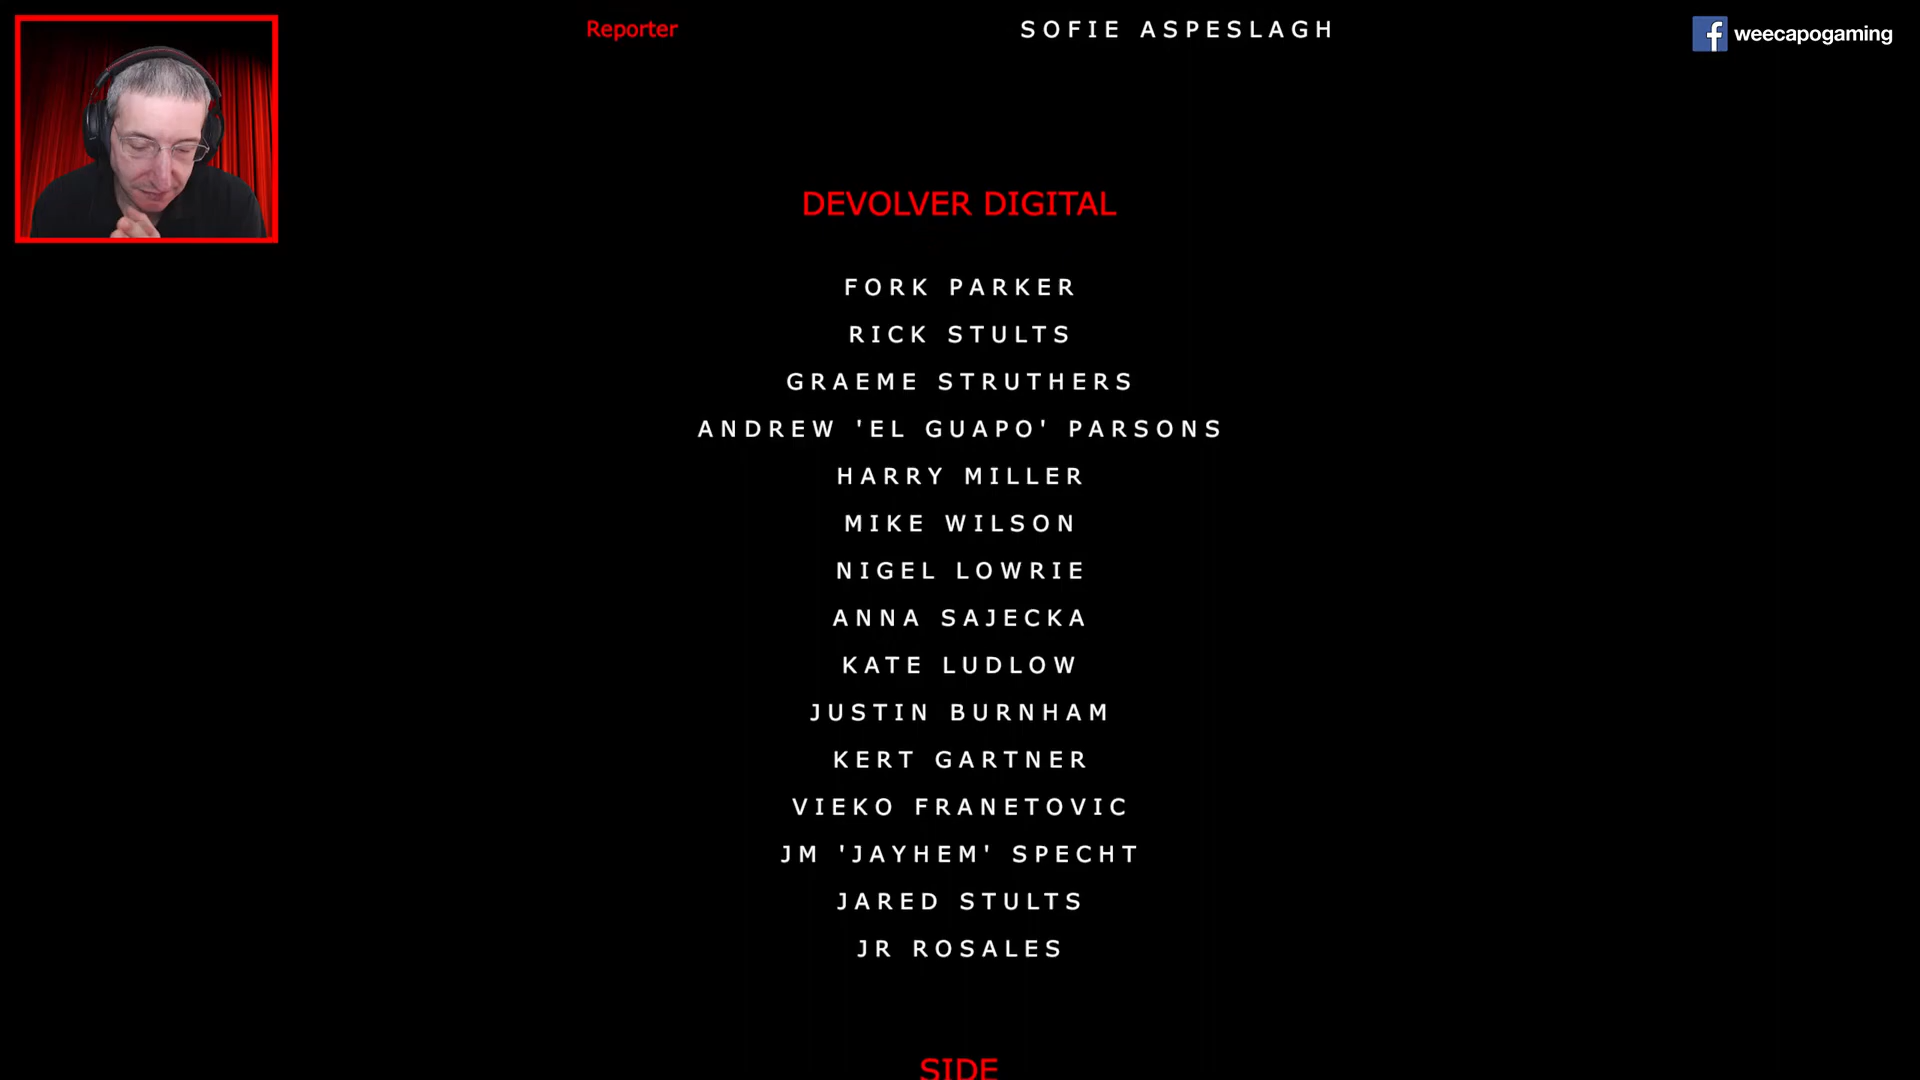 Reporter SOFIE ASPESLAGH
weecapogaming
DEVOLVER DIGITAL
FORK PARKER
RICK STULTS
GRAEME STRUTHERS
ANDREW 'EL GUAPO' PARSONS
HARRY MILLER
MIKE WILSON
NIGEL LOWRIE
ANNA SAJECKA
KATE LUDLOW
JUSTIN BURNHAM
KERT GARTNER
VIEKO FRANETOVIC
JM 'JAYHEM' SPECHT
JARED STULTS
JR ROSALES
SIDE